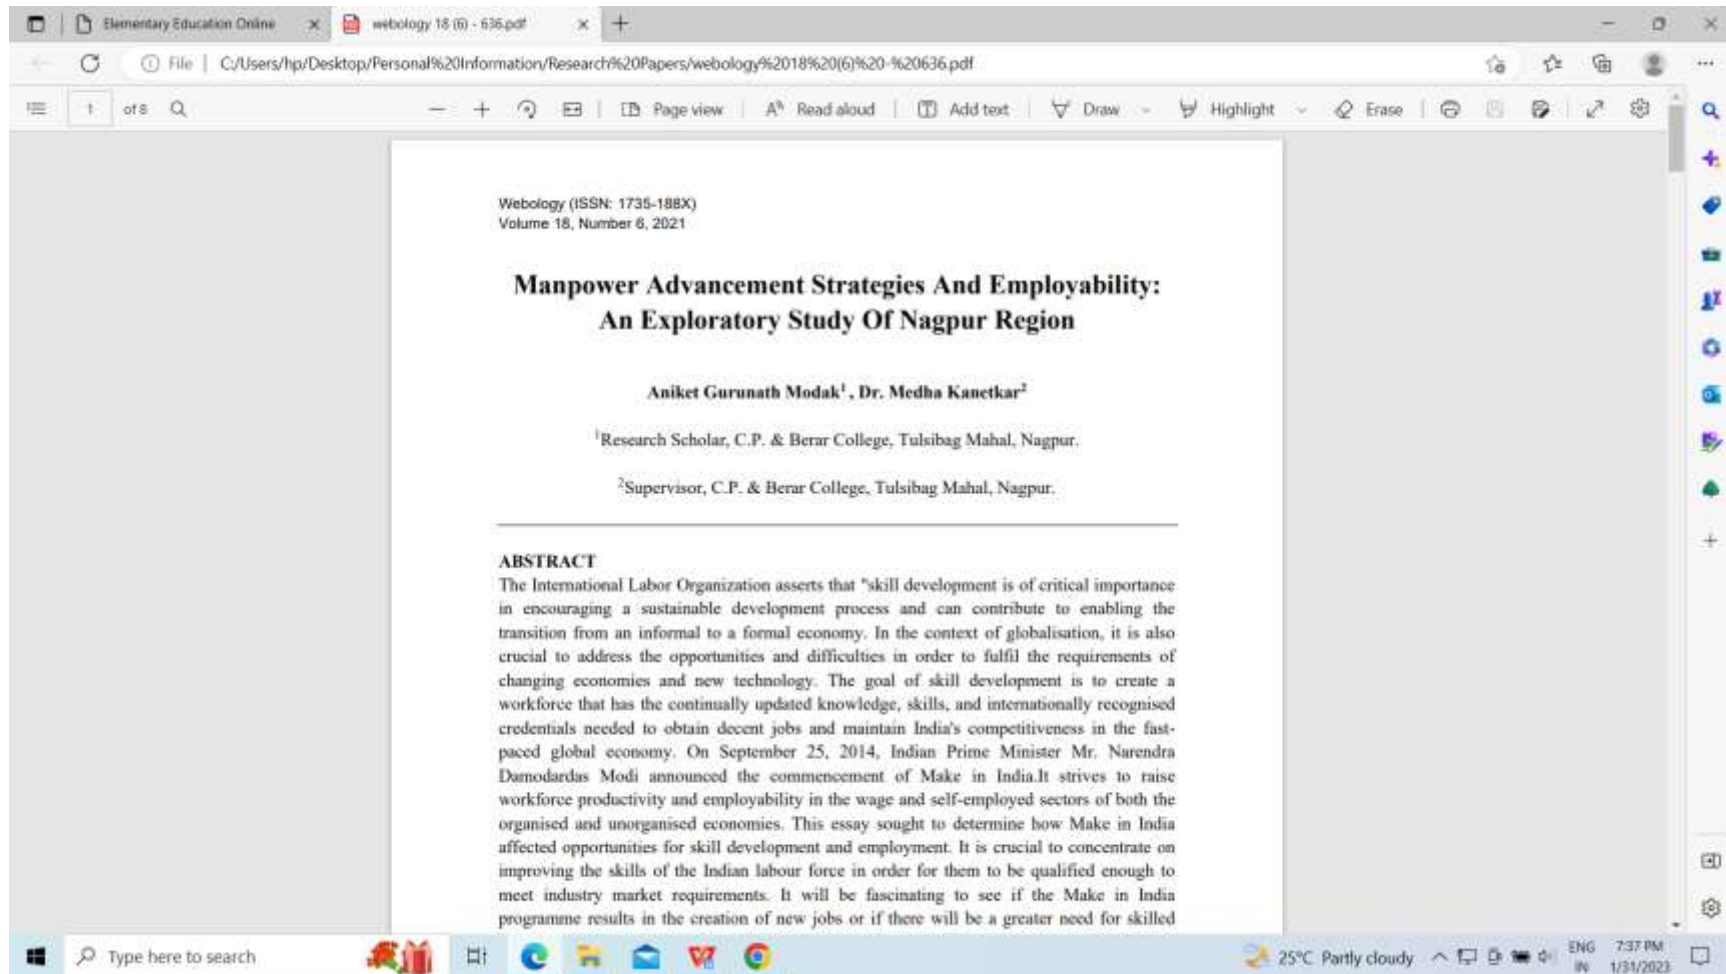 Elementary Education Online
webology 18 (6) - 636.pdf
File | C:/Users/hp/Desktop/Personal%20Information/Research%20Papers/webology%2018%20(6)%20-%20636.pdf
1 of 8
Page view
Read aloud
Add text
Draw
Highlight
Erase
Webology (ISSN: 1735-188X)
Volume 18, Number 6, 2021
Manpower Advancement Strategies And Employability:
An Exploratory Study Of Nagpur Region
Aniket Gurunath Modak¹ , Dr. Medha Kanetkar²
¹Research Scholar, C.P. & Berar College, Tulsibag Mahal, Nagpur.
²Supervisor, C.P. & Berar College, Tulsibag Mahal, Nagpur.
ABSTRACT
The International Labor Organization asserts that "skill development is of critical importance
in encouraging a sustainable development process and can contribute to enabling the
transition from an informal to a formal economy. In the context of globalisation, it is also
crucial to address the opportunities and difficulties in order to fulfil the requirements of
changing economies and new technology. The goal of skill development is to create a
workforce that has the continually updated knowledge, skills, and internationally recognised
credentials needed to obtain decent jobs and maintain India's competitiveness in the fast-
paced global economy. On September 25, 2014, Indian Prime Minister Mr. Narendra
Damodardas Modi announced the commencement of Make in India.It strives to raise
workforce productivity and employability in the wage and self-employed sectors of both the
organised and unorganised economies. This essay sought to determine how Make in India
affected opportunities for skill development and employment. It is crucial to concentrate on
improving the skills of the Indian labour force in order for them to be qualified enough to
meet industry market requirements. It will be fascinating to see if the Make in India
programme results in the creation of new jobs or if there will be a greater need for skilled
Type here to search
25°C Partly cloudy
ENG
IN
7:37 PM
1/31/2023